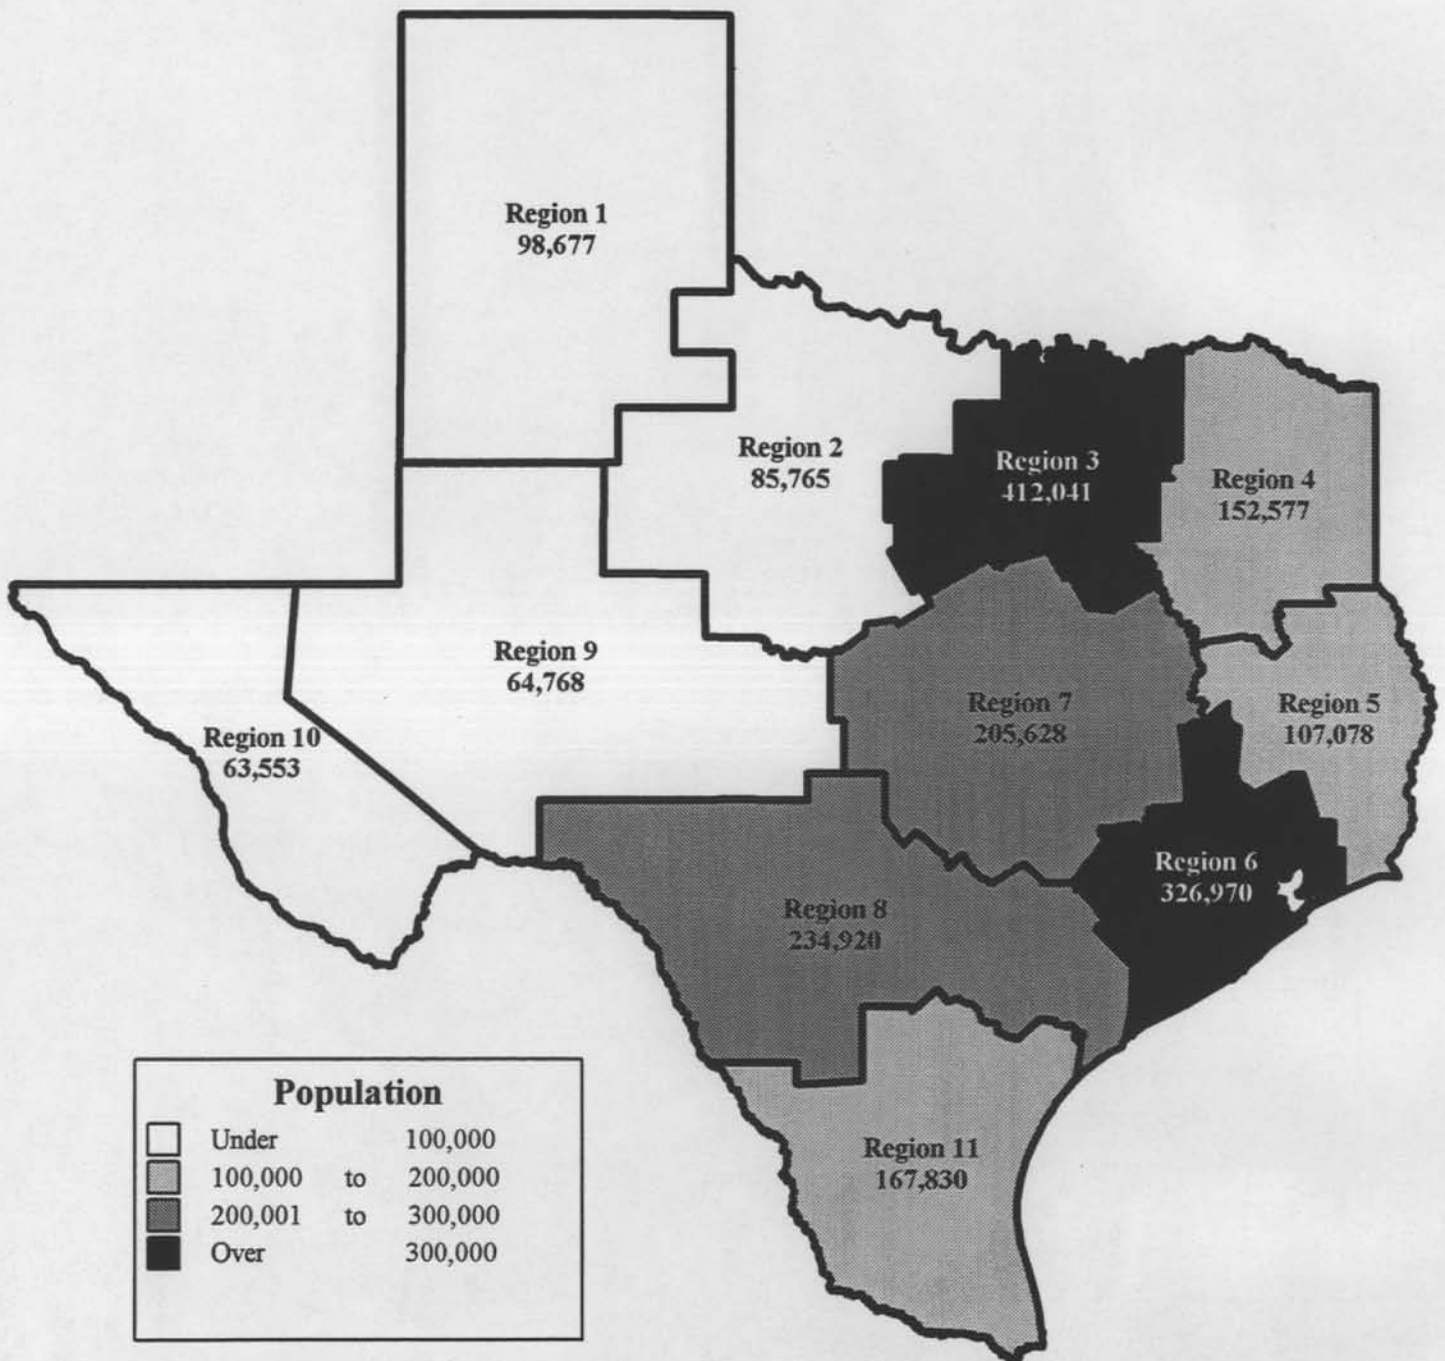 Region 1
98,677
Region 2
85,765
Region 3
412,041
Region 4
152,577
Region 9
64,768
Region 7
205,628
Region 5
107,078
Region 10
63,553
Region 6
326,970
Region 8
234,920
Region 11
167,830
Population
Under 100,000
100,000 to 200,000
200,001 to 300,000
Over 300,000